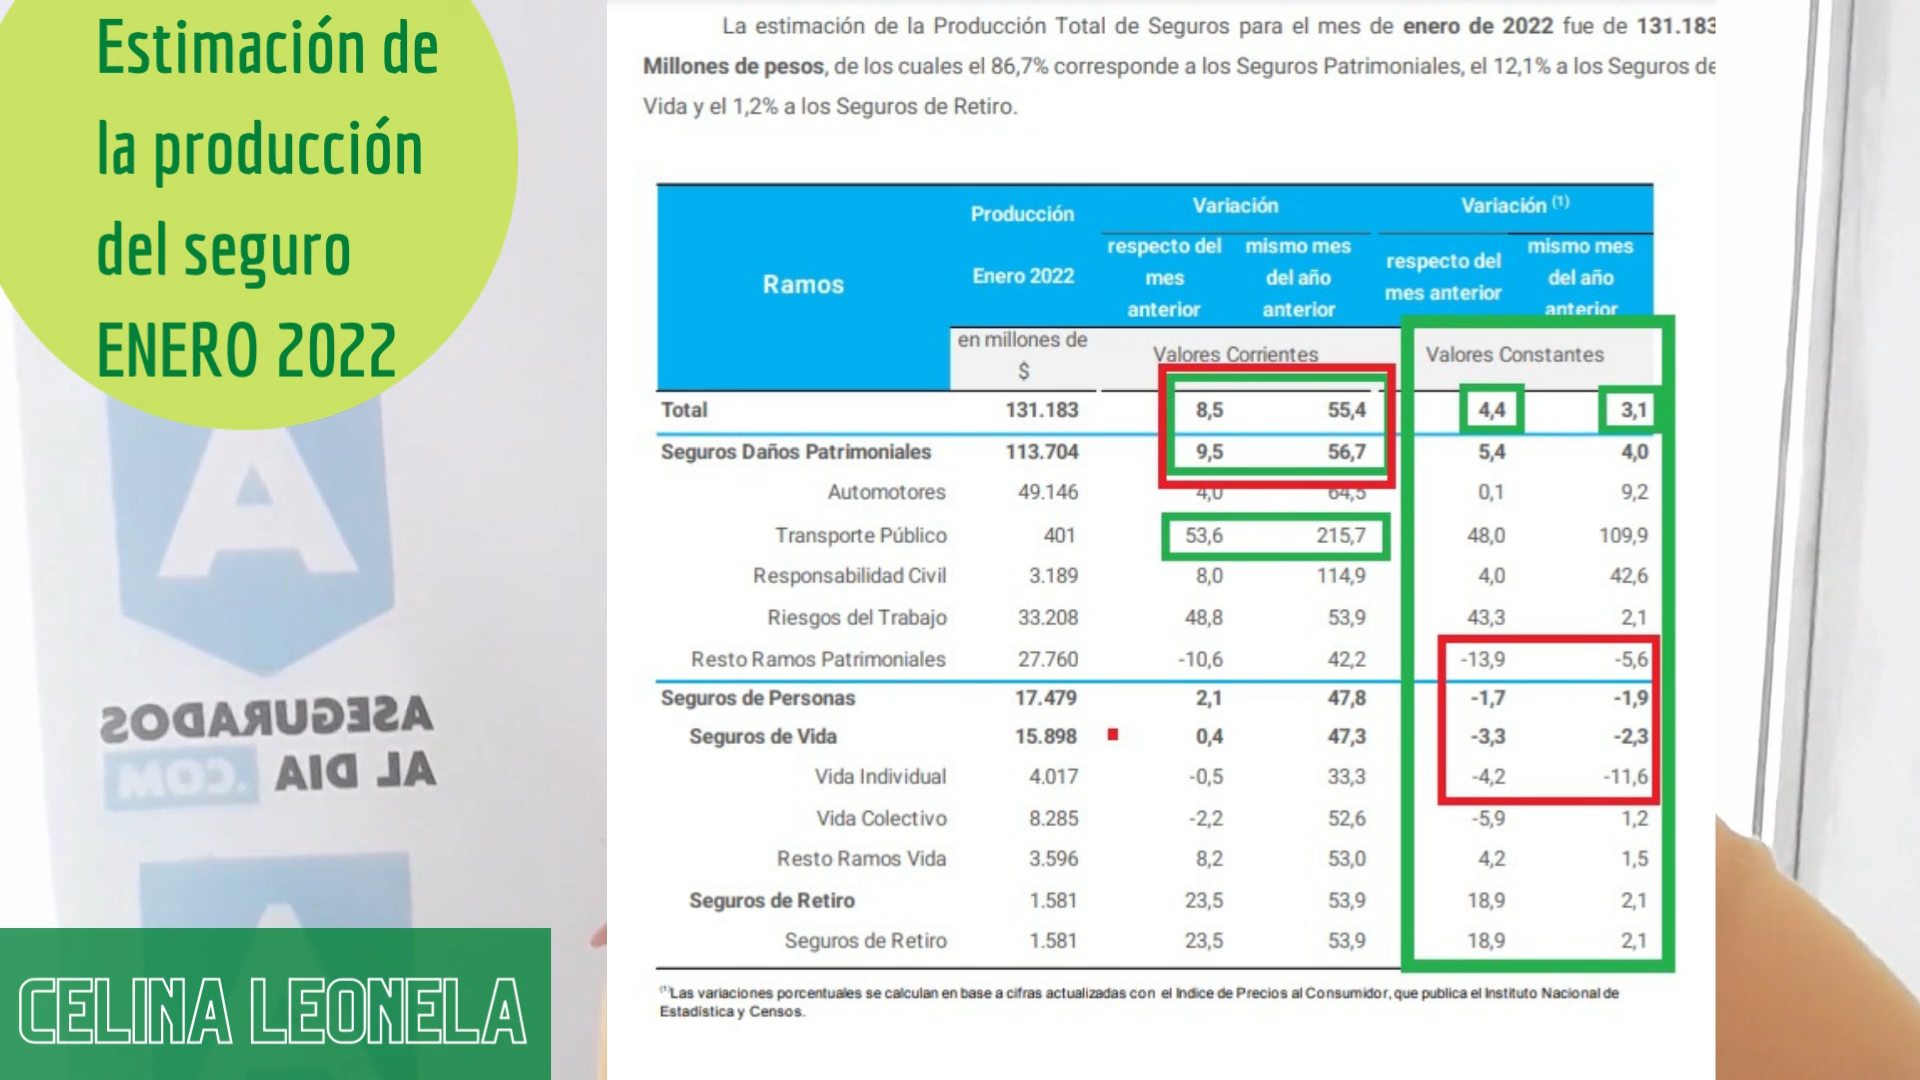 Estimación de
la producción
del seguro
ENERO 2022
ASEGURADOS
AL DIA .COM
CELINA LEONELA
La estimación de la Producción Total de Seguros para el mes de enero de 2022 fue de 131.183
Millones de pesos, de los cuales el 86,7% corresponde a los Seguros Patrimoniales, el 12,1% a los Seguros de
Vida y el 1,2% a los Seguros de Retiro.
Ramos
Producción
Enero 2022
en millones de
$
Variación
respecto del
mes
anterior
mismo mes
del año
anterior
Valores Corrientes
Variación (1)
respecto del
mes anterior
mismo mes
del año
anterior
Valores Constantes
Total 131.183 8,5 55,4 4,4 3,1
Seguros Daños Patrimoniales 113.704 9,5 56,7 5,4 4,0
Automotores 49.146 4,0 64,5 0,1 9,2
Transporte Público 401 53,6 215,7 48,0 109,9
Responsabilidad Civil 3.189 8,0 114,9 4,0 42,6
Riesgos del Trabajo 33.208 48,8 53,9 43,3 2,1
Resto Ramos Patrimoniales 27.760 -10,6 42,2 -13,9 -5,6
Seguros de Personas 17.479 2,1 47,8 -1,7 -1,9
Seguros de Vida 15.898 0,4 47,3 -3,3 -2,3
Vida Individual 4.017 -0,5 33,3 -4,2 -11,6
Vida Colectivo 8.285 -2,2 52,6 -5,9 1,2
Resto Ramos Vida 3.596 8,2 53,0 4,2 1,5
Seguros de Retiro 1.581 23,5 53,9 18,9 2,1
Seguros de Retiro 1.581 23,5 53,9 18,9 2,1
(1) Las variaciones porcentuales se calculan en base a cifras actualizadas con el Indice de Precios al Consumidor, que publica el Instituto Nacional de
Estadística y Censos.